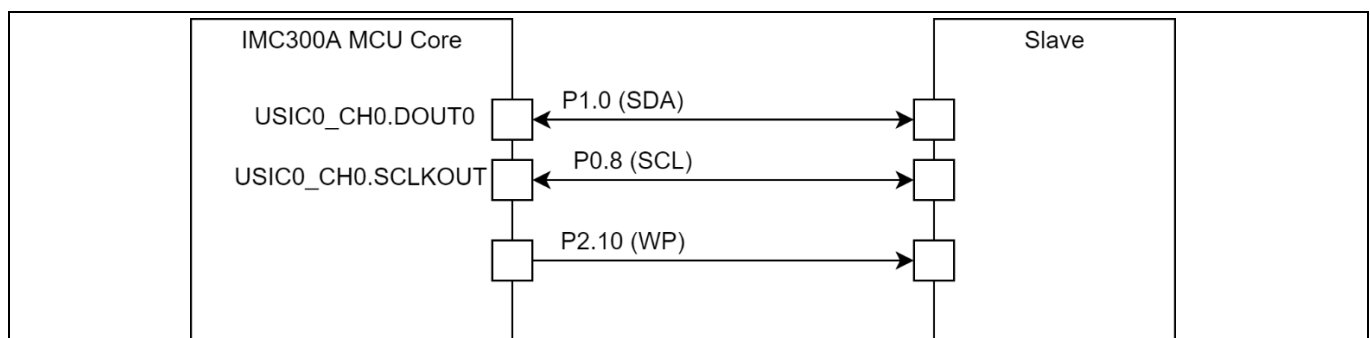 IMC300A MCU Core
Slave
USIC0_CH0.DOUT0
P1.0 (SDA)
USIC0_CH0.SCLKOUT
P0.8 (SCL)
P2.10 (WP)